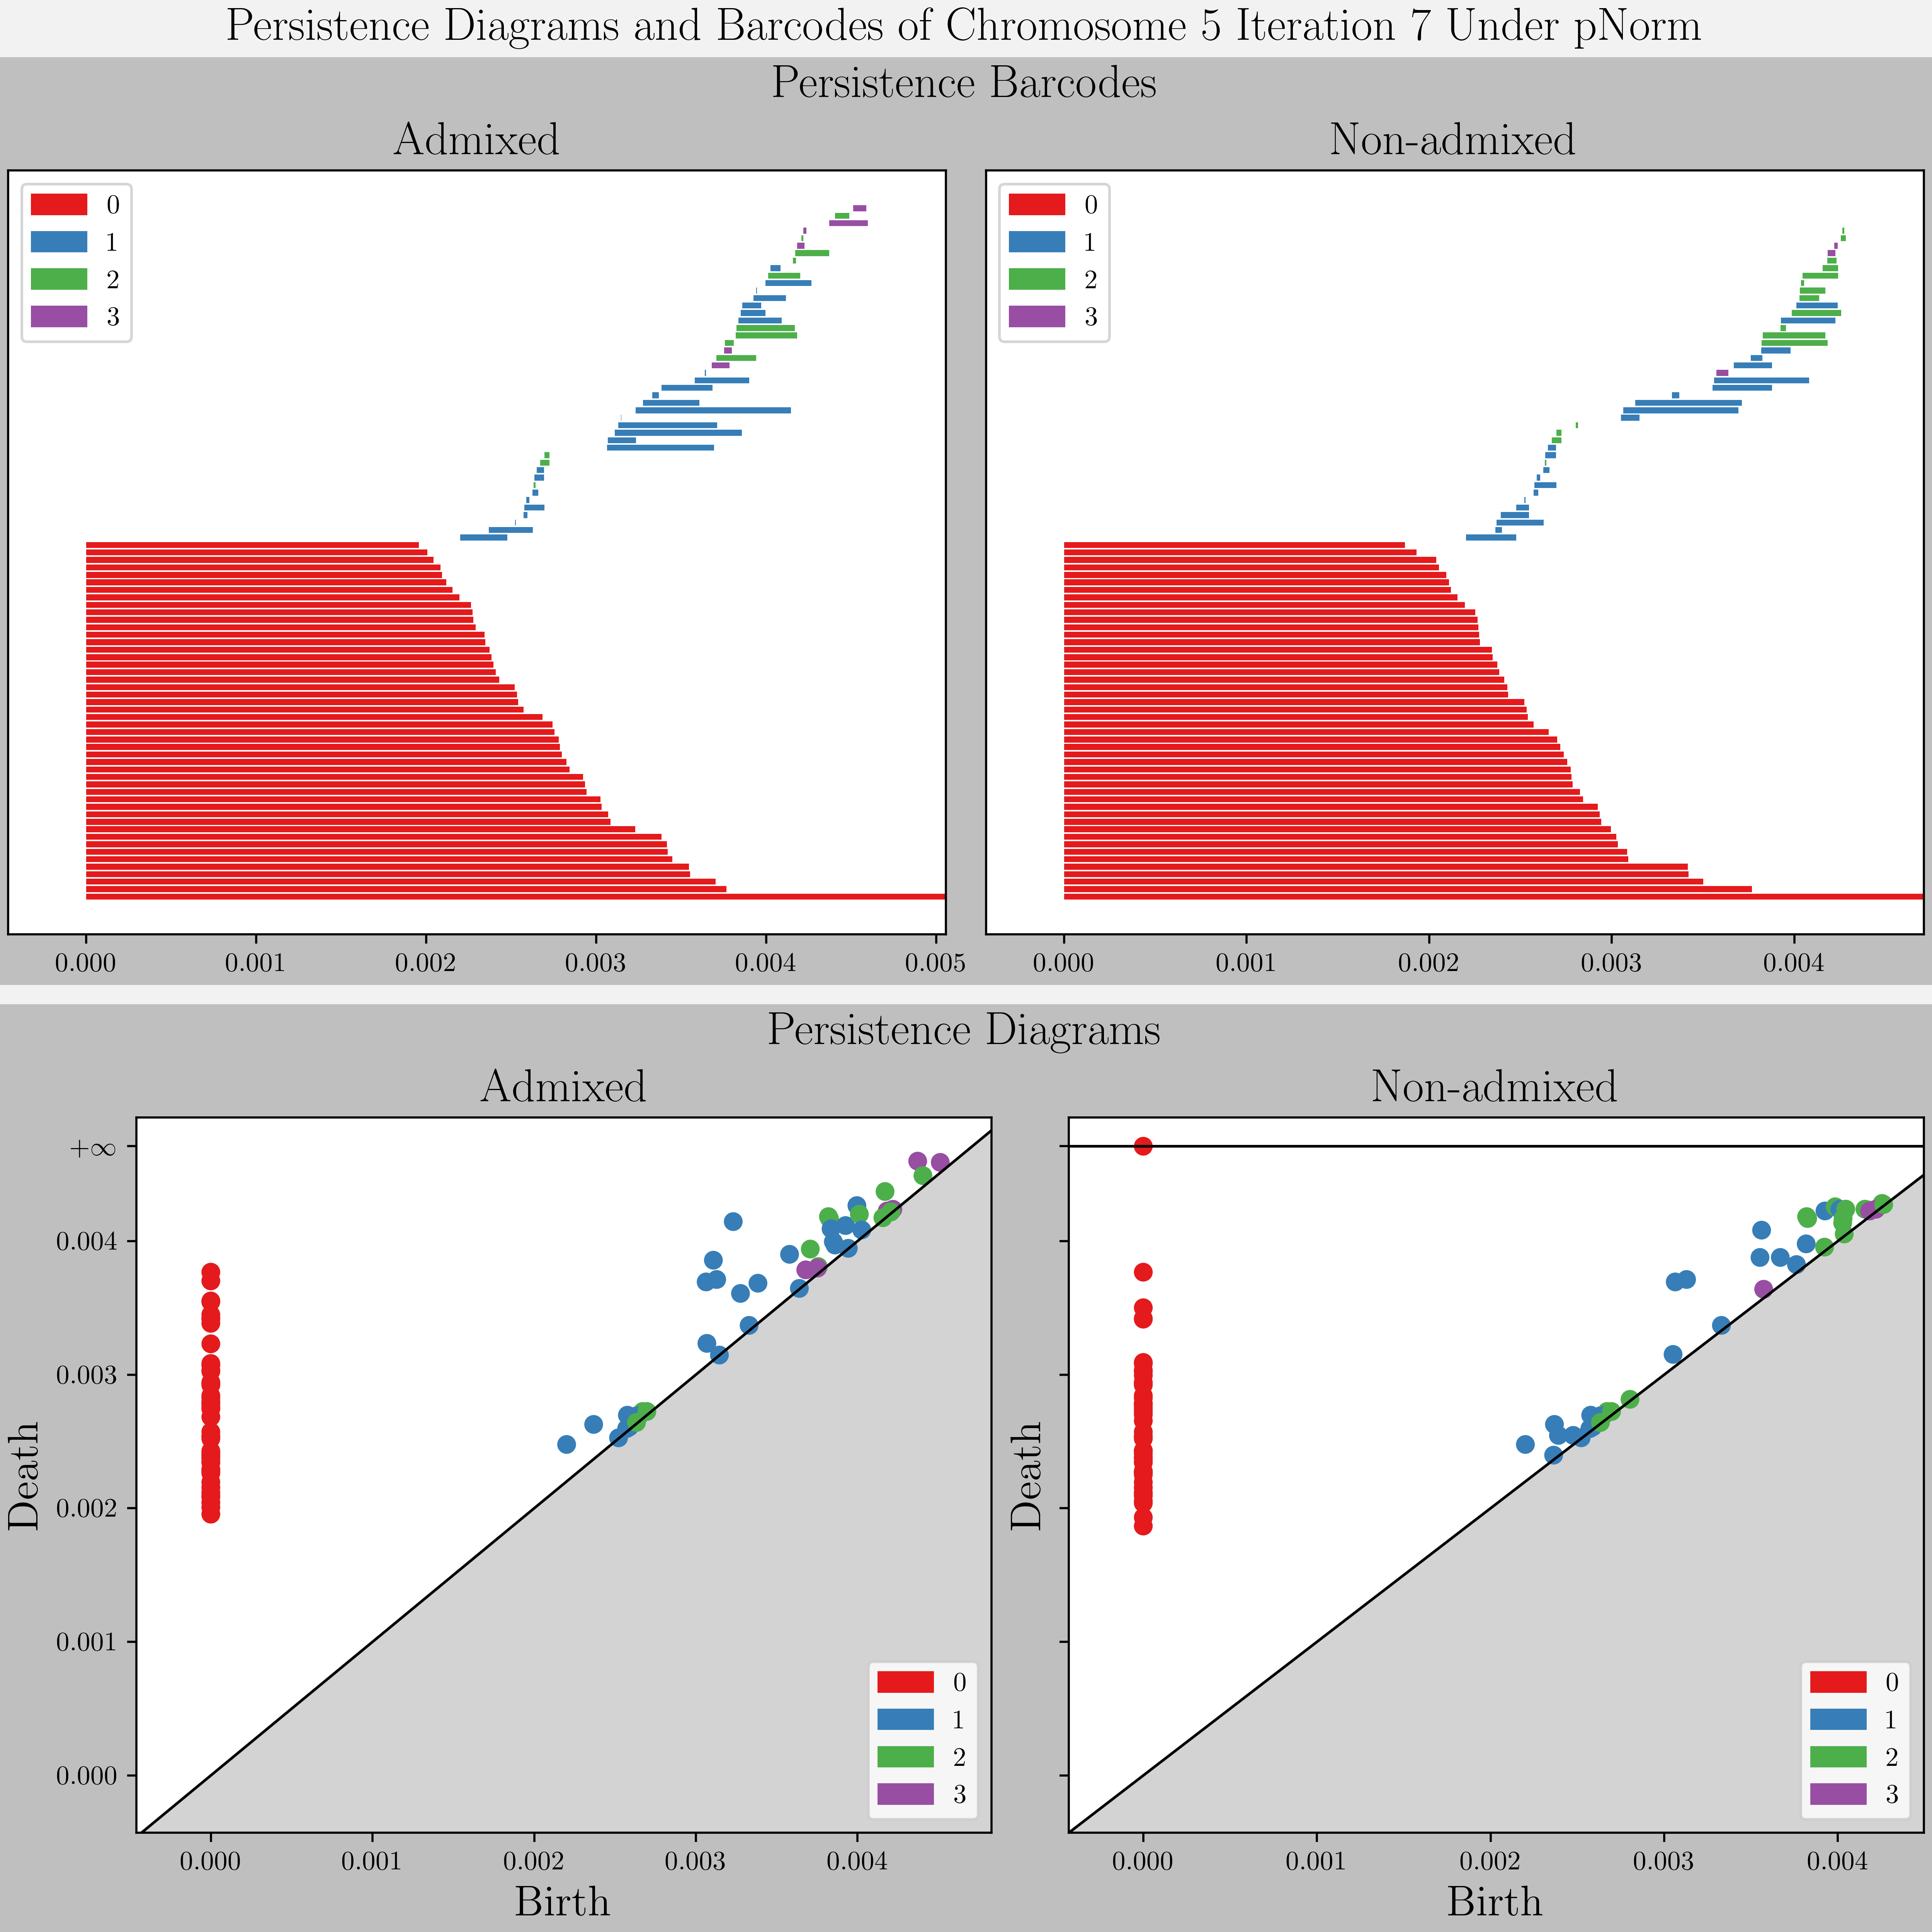 Persistence Diagrams and Barcodes of Chromosome 5 Iteration 7 Under pNorm
Persistence Barcodes
Admixed
Non-admixed
0
1
2
3
0
1
2
3
0.000 0.001 0.002 0.003 0.004 0.005
0.000 0.001 0.002 0.003 0.004
Persistence Diagrams
Admixed
Non-admixed
+∞
0.004
0.003
0.002
0.001
0.000
Death
Death
0
1
2
3
0
1
2
3
0.000 0.001 0.002 0.003 0.004
0.000 0.001 0.002 0.003 0.004
Birth
Birth